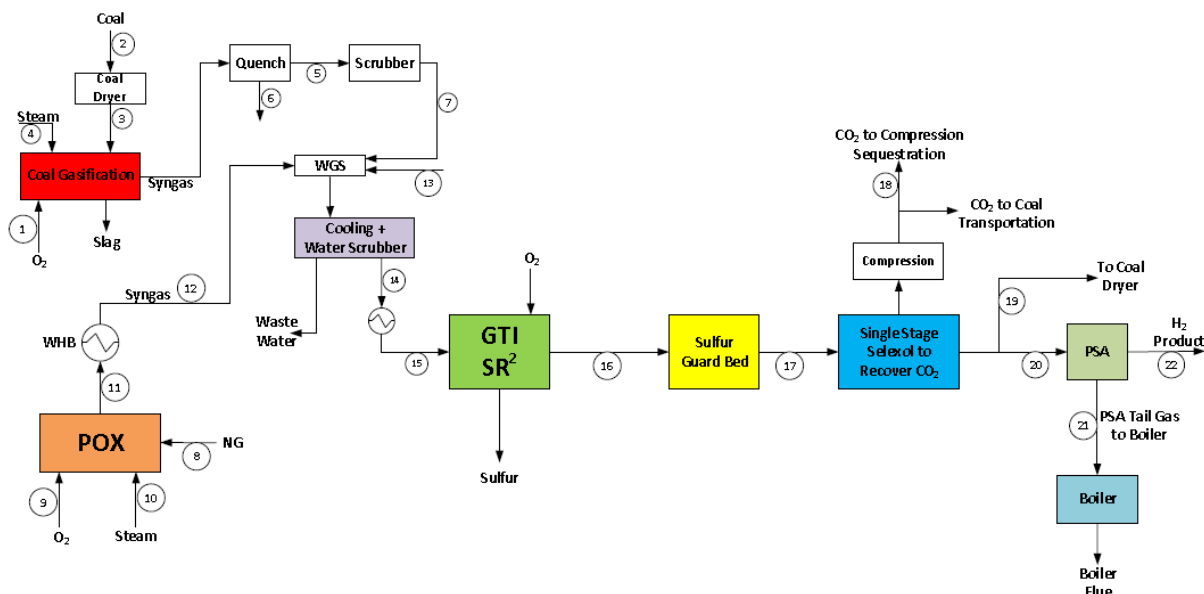 Coal
2
Coal
Dryer
Steam
4
3
Coal Gasification
Syngas
1
O₂
Slag
Quench
5
Scrubber
6
7
WGS
13
Cooling +
Water Scrubber
Syngas
12
WHB
11
POX
8
NG
9
10
O₂
Steam
Waste
Water
14
15
O₂
GTI
SR²
Sulfur
16
Sulfur
Guard Bed
17
CO₂ to Compression
Sequestration
18
CO₂ to Coal
Transportation
Compression
Single Stage
Selexol to
Recover CO₂
19
To Coal
Dryer
20
PSA
H₂
Product
22
21
PSA Tail Gas
to Boiler
Boiler
Boiler
Flue